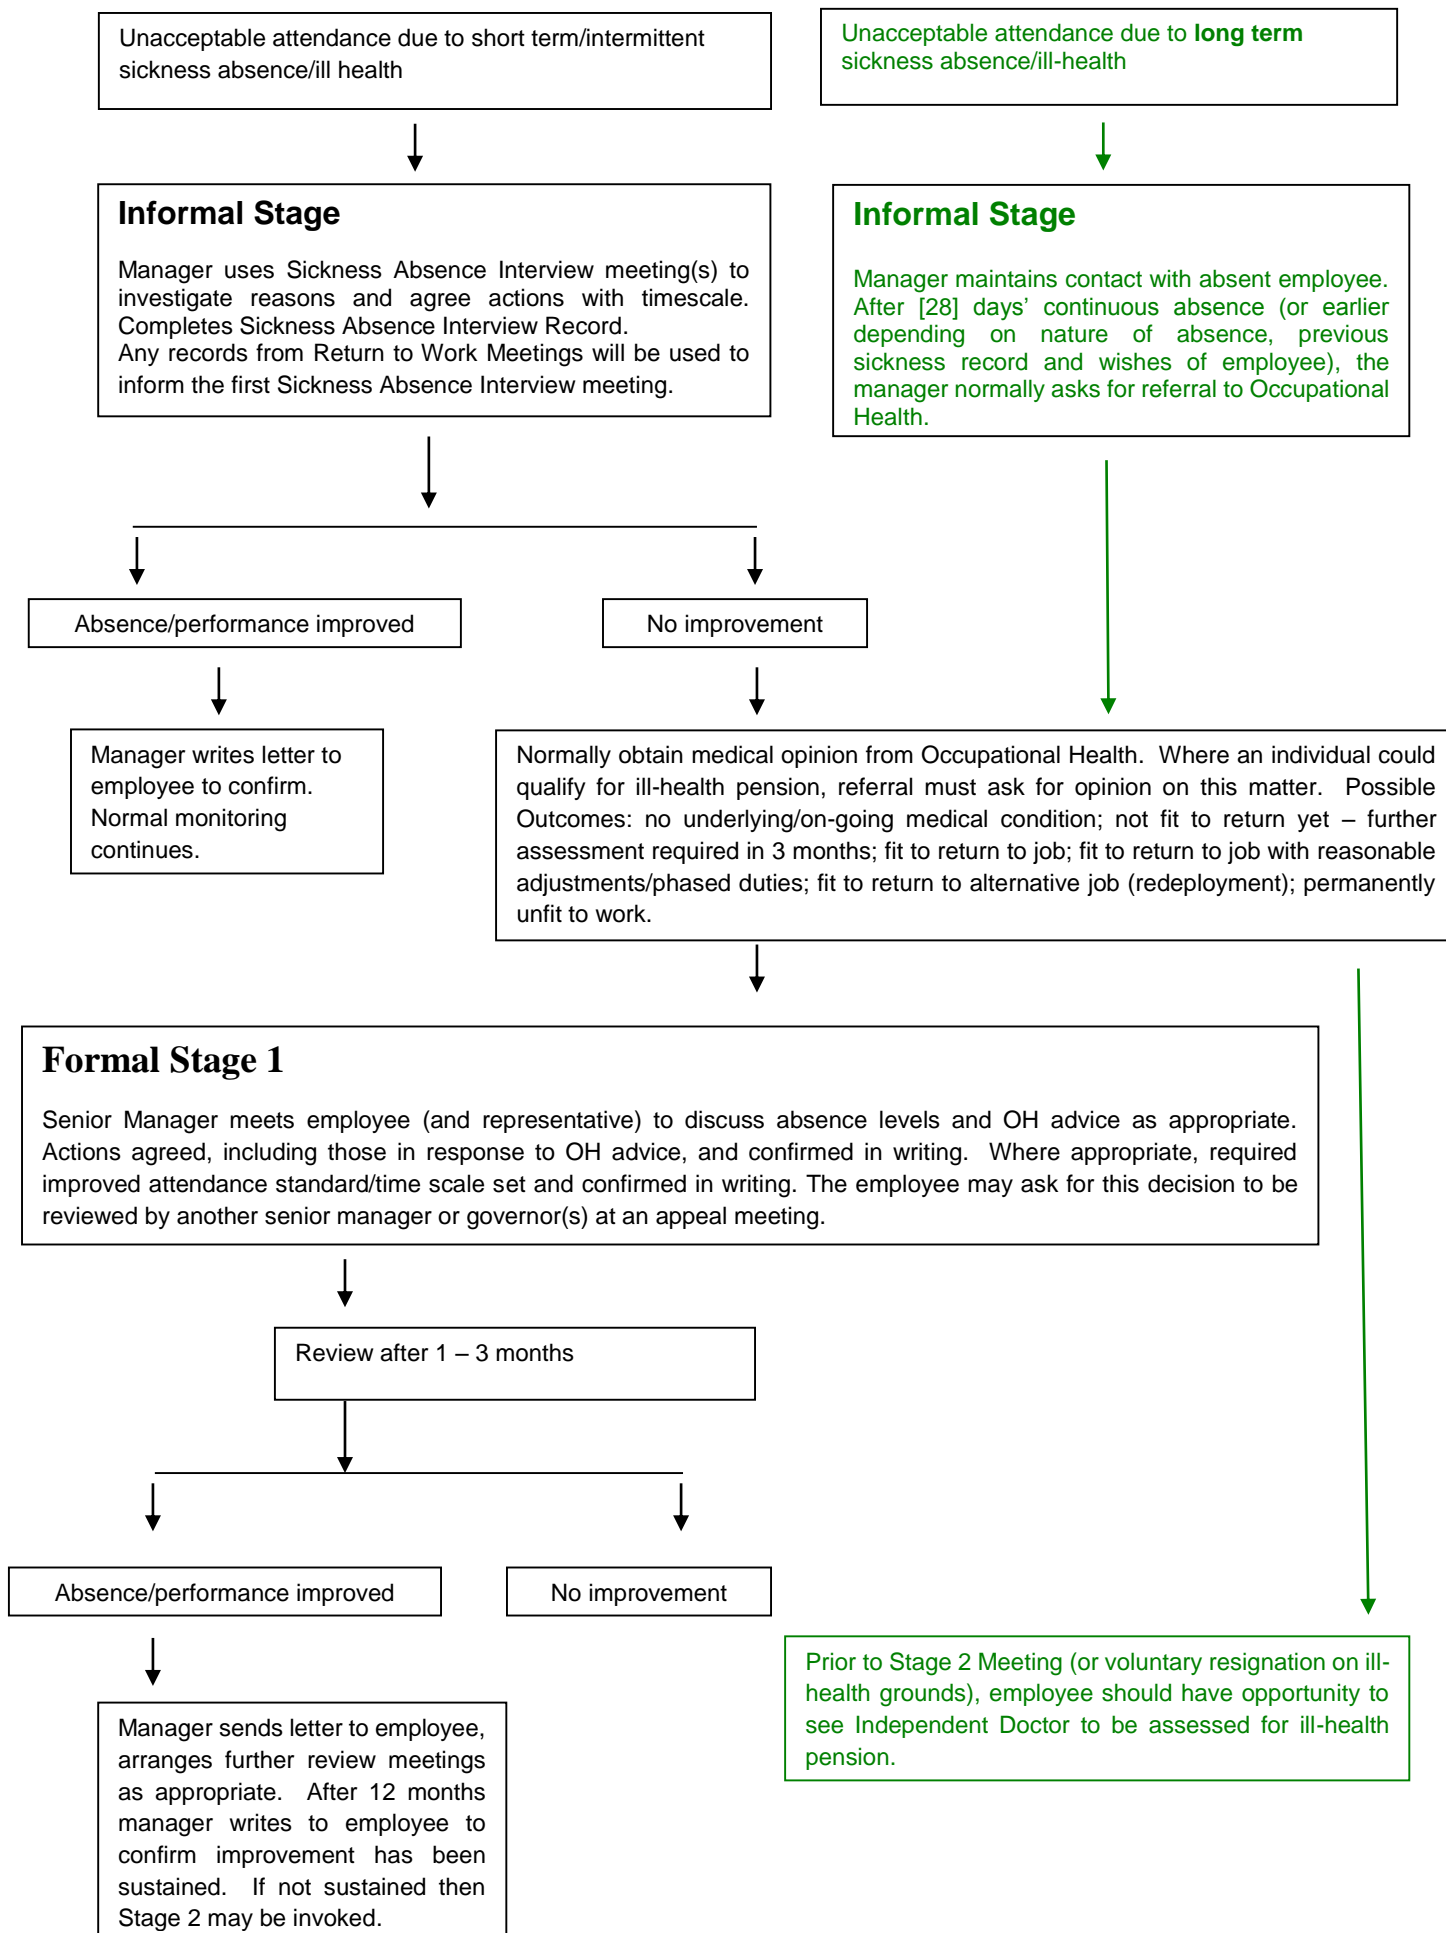 Unacceptable attendance due to short term/intermittent
sickness absence/ill health
Unacceptable attendance due to long term
sickness absence/ill-health
Informal Stage
Manager uses Sickness Absence Interview meeting(s) to
investigate reasons and agree actions with timescale.
Completes Sickness Absence Interview Record.
Any records from Return to Work Meetings will be used to
inform the first Sickness Absence Interview meeting.
Informal Stage
Manager maintains contact with absent employee.
After [28] days’ continuous absence (or earlier
depending on nature of absence, previous
sickness record and wishes of employee), the
manager normally asks for referral to Occupational
Health.
Absence/performance improved
No improvement
Manager writes letter to
employee to confirm.
Normal monitoring
continues.
Normally obtain medical opinion from Occupational Health. Where an individual could
qualify for ill-health pension, referral must ask for opinion on this matter. Possible
Outcomes: no underlying/on-going medical condition; not fit to return yet – further
assessment required in 3 months; fit to return to job; fit to return to job with reasonable
adjustments/phased duties; fit to return to alternative job (redeployment); permanently
unfit to work.
Formal Stage 1
Senior Manager meets employee (and representative) to discuss absence levels and OH advice as appropriate.
Actions agreed, including those in response to OH advice, and confirmed in writing. Where appropriate, required
improved attendance standard/time scale set and confirmed in writing. The employee may ask for this decision to be
reviewed by another senior manager or governor(s) at an appeal meeting.
Review after 1 – 3 months
Absence/performance improved
No improvement
Prior to Stage 2 Meeting (or voluntary resignation on ill-
health grounds), employee should have opportunity to
see Independent Doctor to be assessed for ill-health
pension.
Manager sends letter to employee,
arranges further review meetings
as appropriate. After 12 months
manager writes to employee to
confirm improvement has been
sustained. If not sustained then
Stage 2 may be invoked.